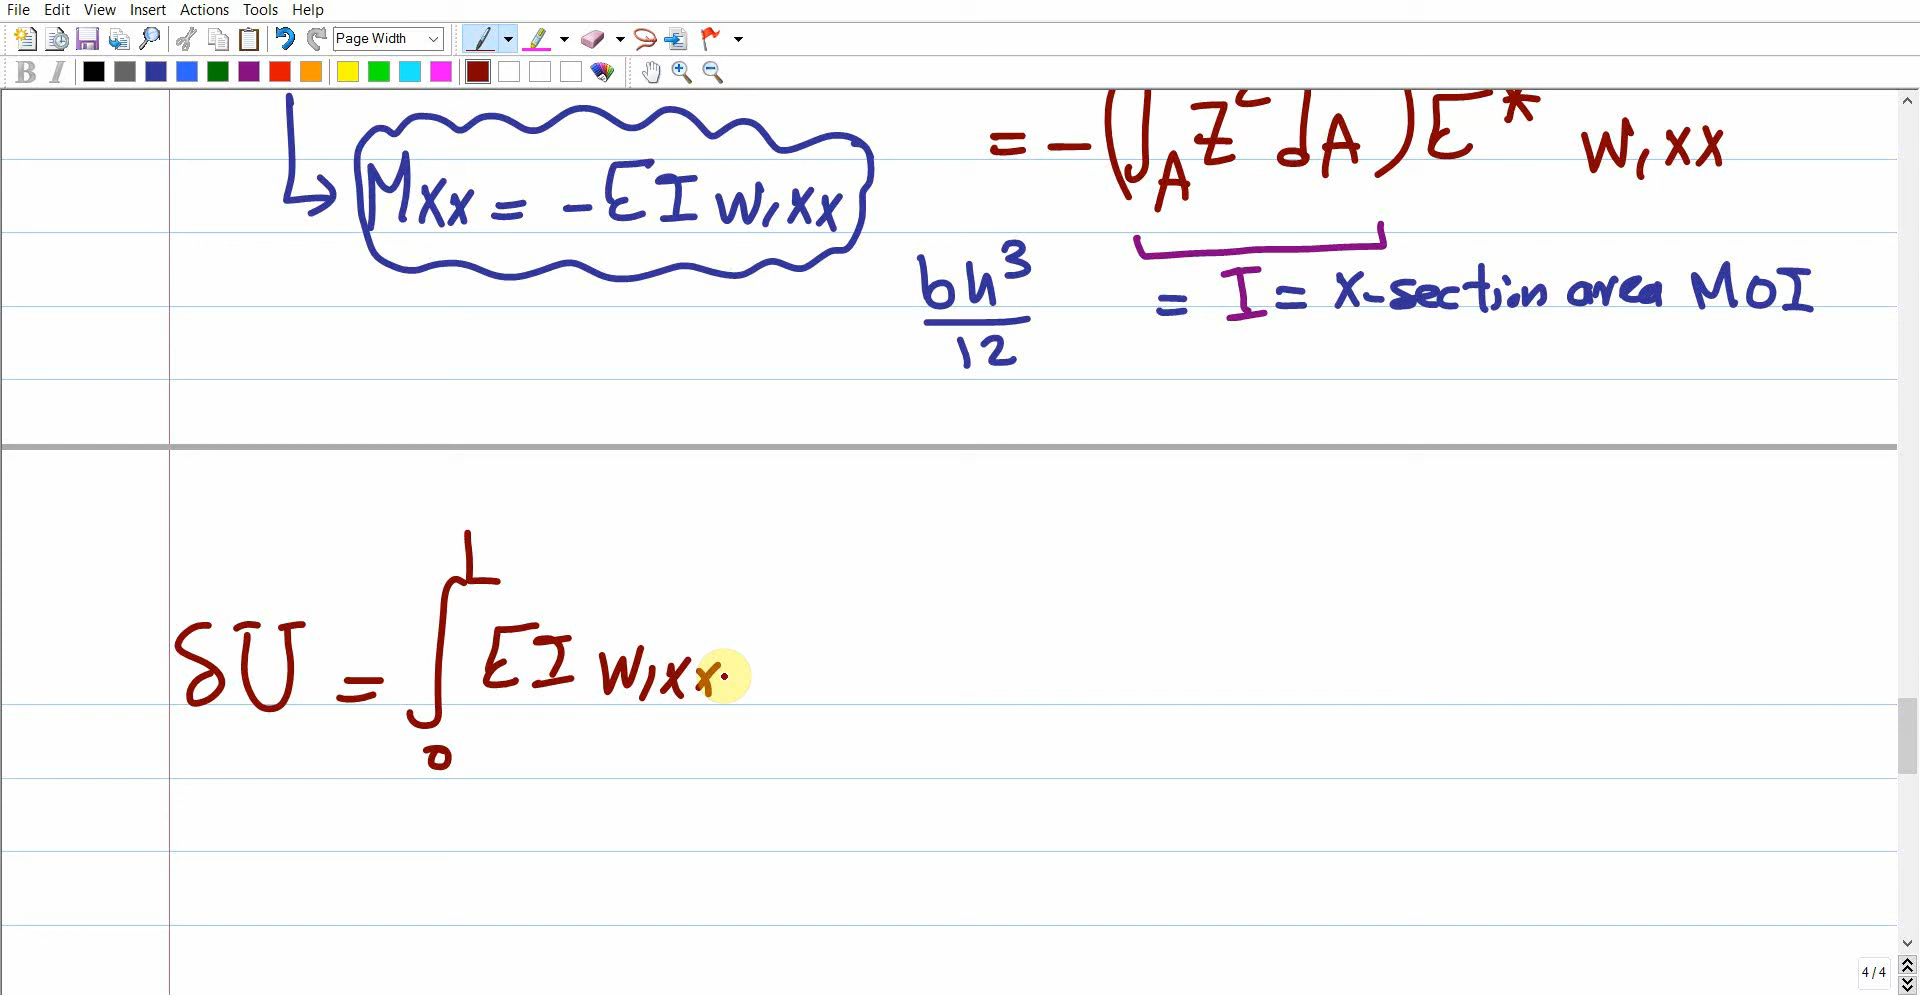 File Edit View Insert Actions Tools Help
Page Width
B I
= - (∫_A z² dA) E* w,xx
Mxx = - EI w,xx
bh³/12 = I = x-section area MOI
δU = ∫₀ᴸ EI w,xx
4 / 4